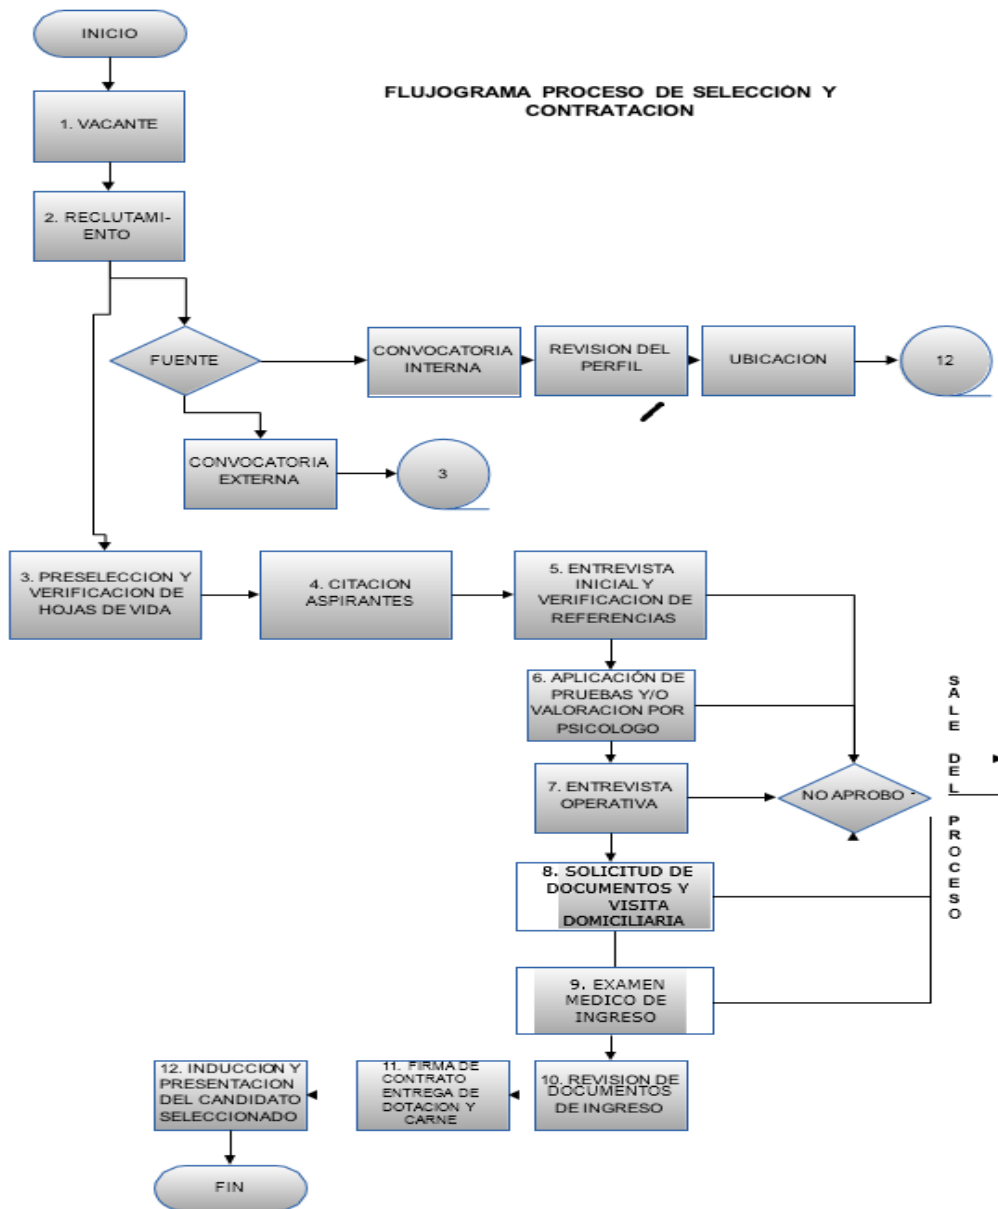 INICIO
FLUJOGRAMA PROCESO DE SELECCIÓN Y
CONTRATACION
1. VACANTE
2. RECLUTAMI-
ENTO
FUENTE
CONVOCATORIA
INTERNA
REVISION DEL
PERFIL
UBICACION
12
CONVOCATORIA
EXTERNA
3
3. PRESELECCION Y
VERIFICACION DE
HOJAS DE VIDA
4. CITACION
ASPIRANTES
5. ENTREVISTA
INICIAL Y
VERIFICACION DE
REFERENCIAS
6. APLICACIÓN DE
PRUEBAS Y/O
VALORACION POR
PSICOLOGO
7. ENTREVISTA
OPERATIVA
NO APROBO
SALE DEL PROCESO
8. SOLICITUD DE
DOCUMENTOS Y
VISITA
DOMICILIARIA
9. EXAMEN
MEDICO DE
INGRESO
10. REVISION DE
DOCUMENTOS
DE INGRESO
11. FIRMA DE
CONTRATO
ENTREGA DE
DOTACION Y
CARNE
12. INDUCCION Y
PRESENTACION
DEL CANDIDATO
SELECCIONADO
FIN